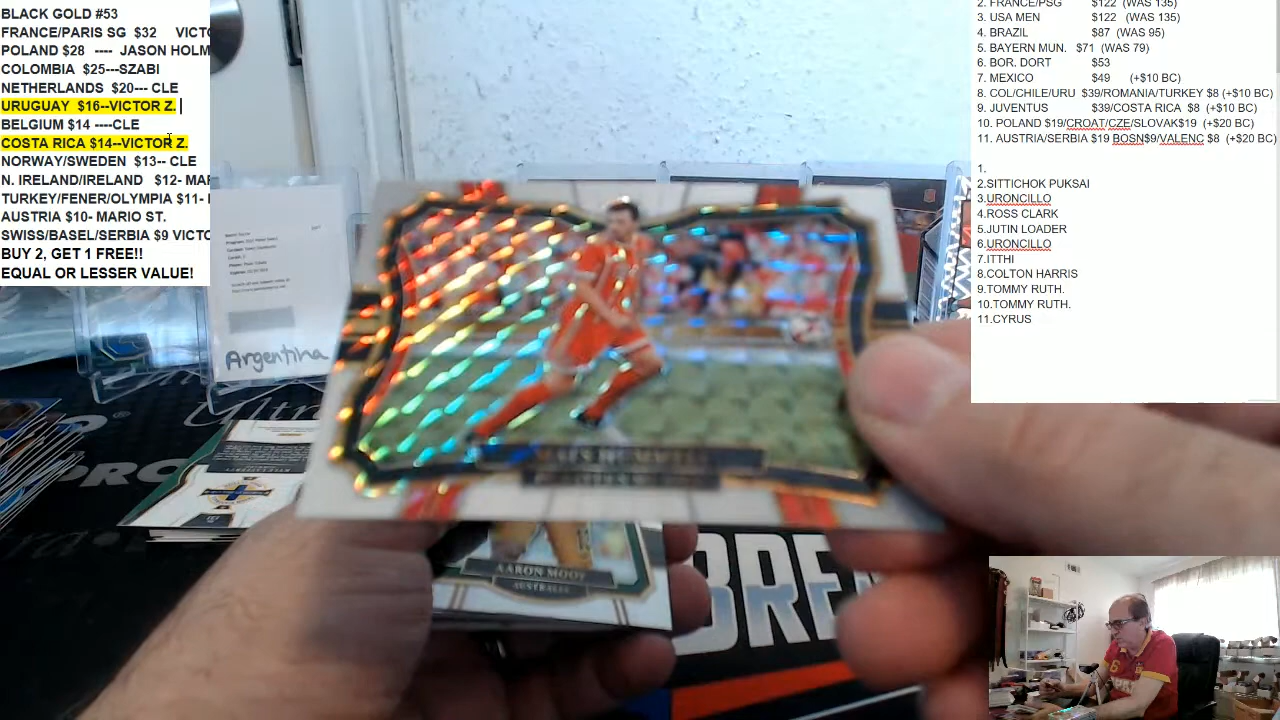 BLACK GOLD #53
FRANCE/PARIS SG $32 VICTO
POLAND $28 ---- JASON HOLM
COLOMBIA $25---SZABI
NETHERLANDS $20--- CLE
URUGUAY $16--VICTOR Z.
BELGIUM $14 ----CLE
COSTA RICA $14--VICTOR Z.
NORWAY/SWEDEN $13-- CLE
N. IRELAND/IRELAND $12- MAR
TURKEY/FENER/OLYMPIA $11-
AUSTRIA $10- MARIO ST.
SWISS/BASEL/SERBIA $9 VICTO
BUY 2, GET 1 FREE!!
EQUAL OR LESSER VALUE!
2. FRANCE/PSG $122 (WAS 135)
3. USA MEN $122 (WAS 135)
4. BRAZIL $87 (WAS 95)
5. BAYERN MUN. $71 (WAS 79)
6. BOR. DORT $53
7. MEXICO $49 (+$10 BC)
8. COL/CHILE/URU $39/ROMANIA/TURKEY $8 (+$10 BC)
9. JUVENTUS $39/COSTA RICA $8 (+$10 BC)
10. POLAND $19/CROAT/CZE/SLOVAK$19 (+$20 BC)
11. AUSTRIA/SERBIA $19 BOSN$9/VALENC $8 (+$20 BC)
1.
2.SITTICHOK PUKSAI
3.URONCILLO
4.ROSS CLARK
5.JUTIN LOADER
6.URONCILLO
7.ITTHI
8.COLTON HARRIS
9.TOMMY RUTH.
10.TOMMY RUTH.
11.CYRUS
Argentina
AARON MOOY
AUSTRALIA
PRO
BRE